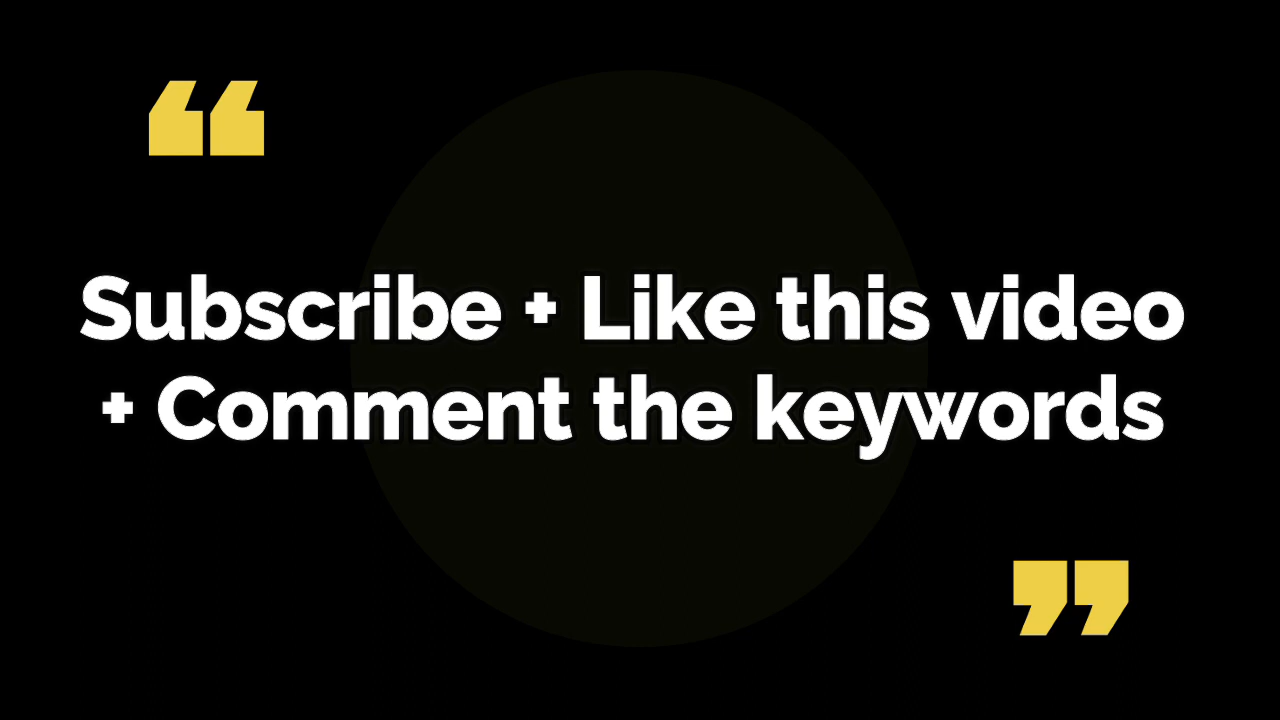 “
Subscribe + Like this video
+ Comment the keywords
”